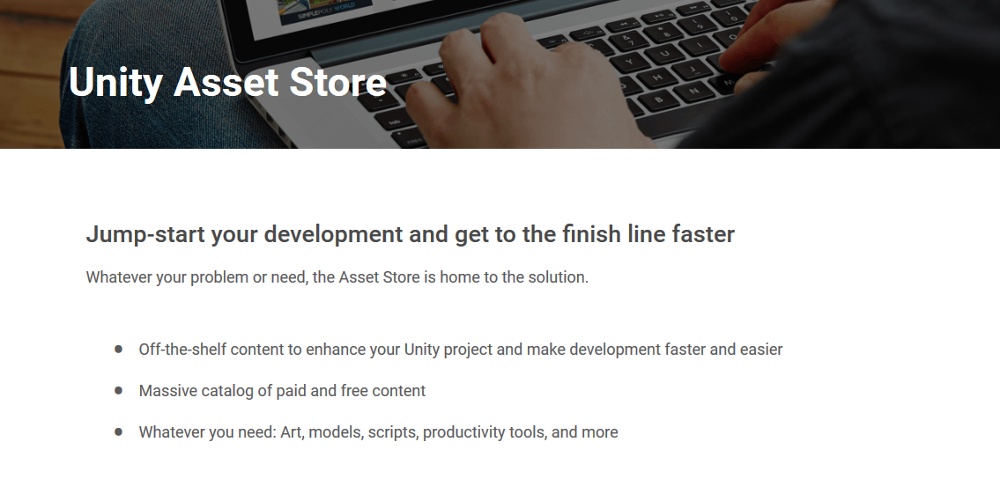 SIMPLEPOLY WORLD
Unity Asset Store
Jump-start your development and get to the finish line faster
Whatever your problem or need, the Asset Store is home to the solution.
Off-the-shelf content to enhance your Unity project and make development faster and easier
Massive catalog of paid and free content
Whatever you need: Art, models, scripts, productivity tools, and more